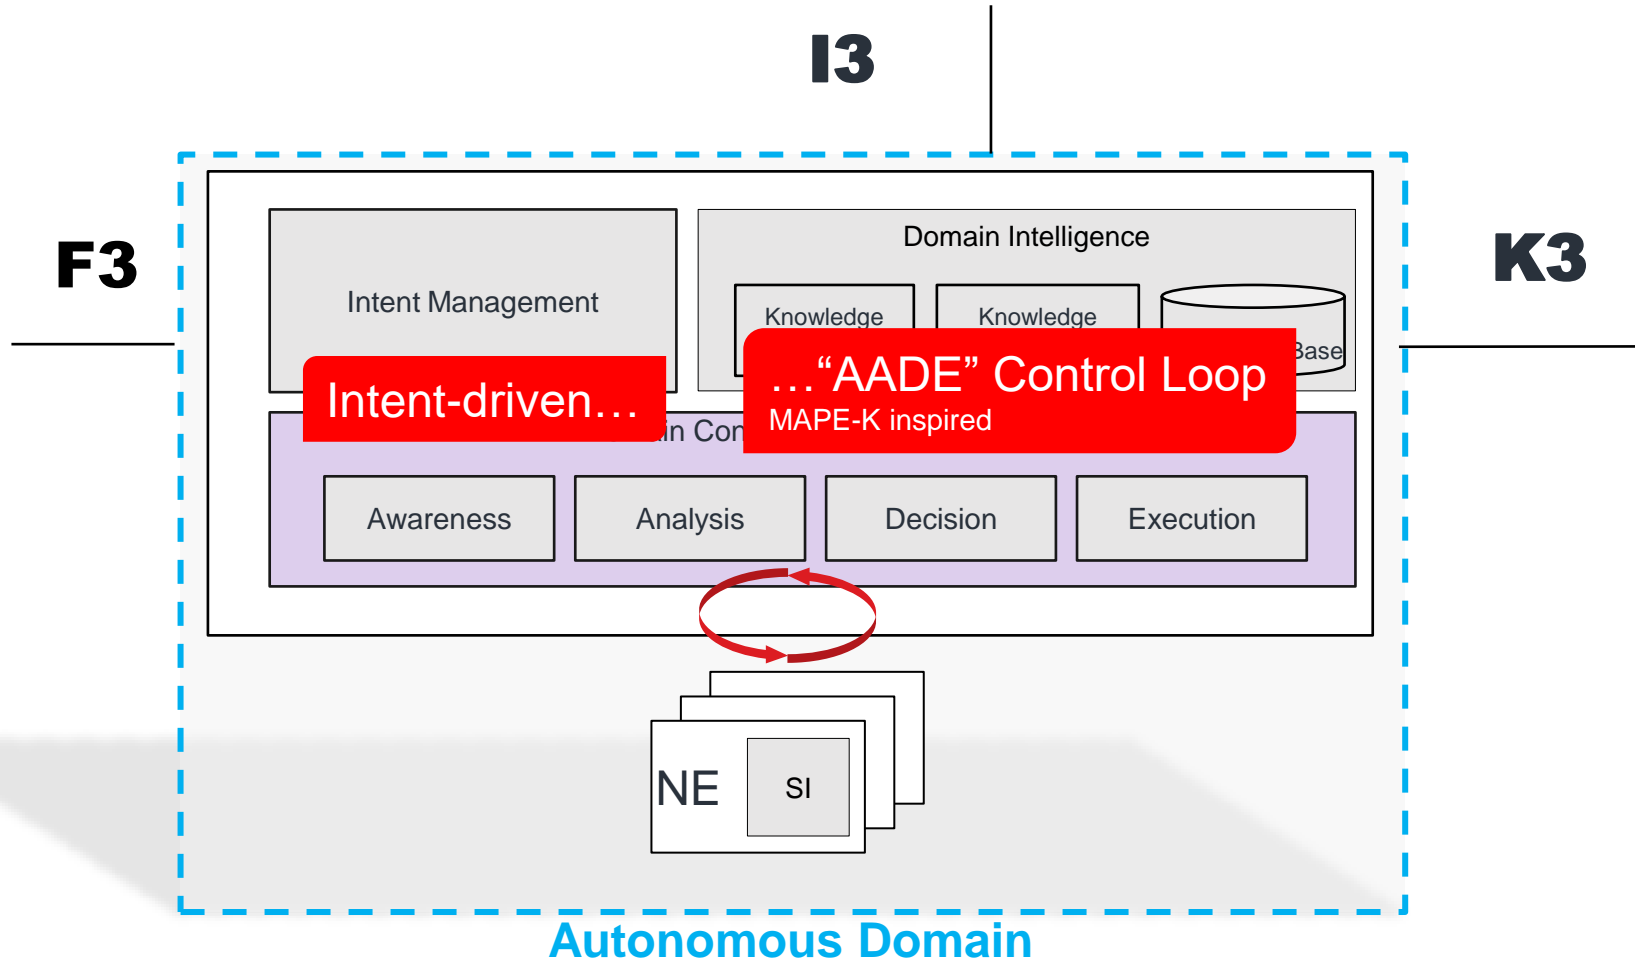 I3
F3
K3
Domain Intelligence
Intent Management
Knowledge
Knowledge
Base
Intent-driven…
…“AADE” Control Loop
MAPE-K inspired
in Con
Awareness
Analysis
Decision
Execution
NE
SI
Autonomous Domain